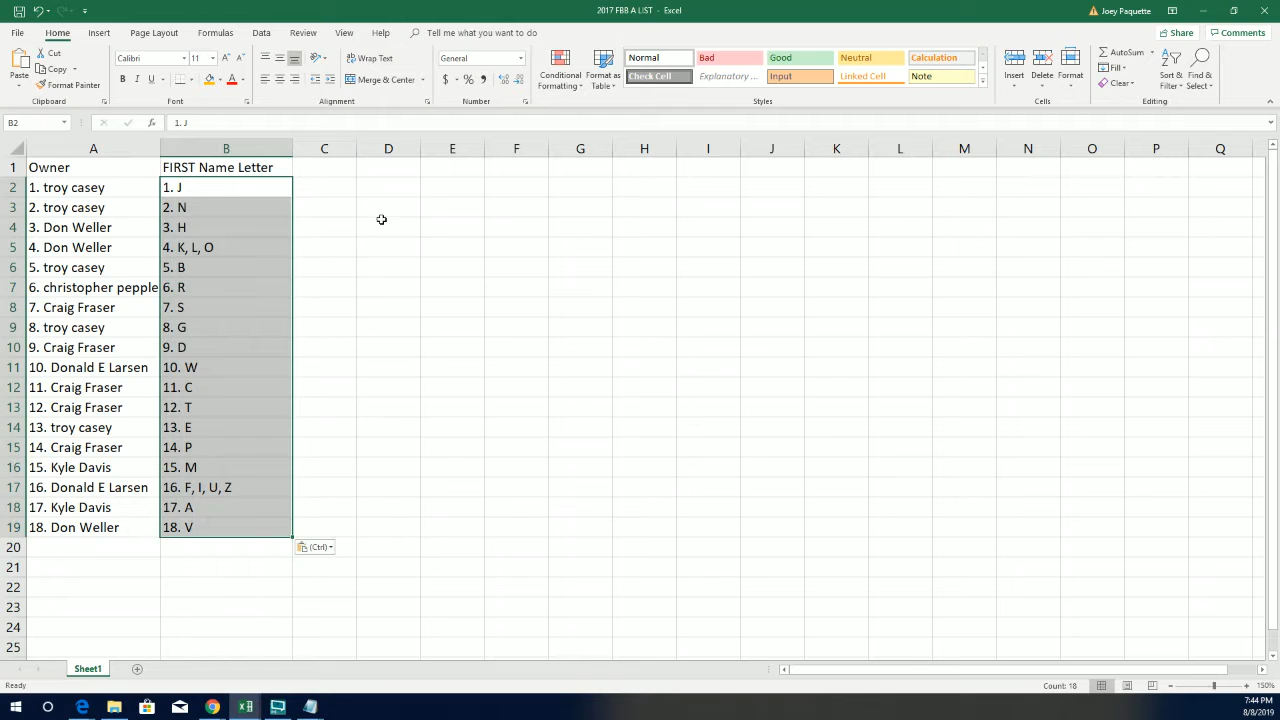 2017 FBB A LIST - Excel
Joey Paquette
File Home Insert Page Layout Formulas Data Review View Help Tell me what you want to do
Share Comments
Paste
Cut
Copy
Format Painter
Clipboard
Calibri 11
B I U
Font
Wrap Text
Merge & Center
Alignment
General
$ % ,
Number
Conditional Formatting
Format as Table
Normal Bad Good Neutral Calculation
Check Cell Explanatory ... Input Linked Cell Note
Styles
Insert Delete Format
Cells
AutoSum
Fill
Clear
Sort & Filter
Find & Select
Editing
B2 fx 1. J
A B C D E F G H I J K L M N O P Q
1 Owner FIRST Name Letter
2 1. troy casey 1. J
3 2. troy casey 2. N
4 3. Don Weller 3. H
5 4. Don Weller 4. K, L, O
6 5. troy casey 5. B
7 6. christopher pepple 6. R
8 7. Craig Fraser 7. S
9 8. troy casey 8. G
10 9. Craig Fraser 9. D
11 10. Donald E Larsen 10. W
12 11. Craig Fraser 11. C
13 12. Craig Fraser 12. T
14 13. troy casey 13. E
15 14. Craig Fraser 14. P
16 15. Kyle Davis 15. M
17 16. Donald E Larsen 16. F, I, U, Z
18 17. Kyle Davis 17. A
19 18. Don Weller 18. V
20 (Ctrl)
21
22
23
24
25
Sheet1
Ready Count: 18 150%
7:44 PM
8/8/2019